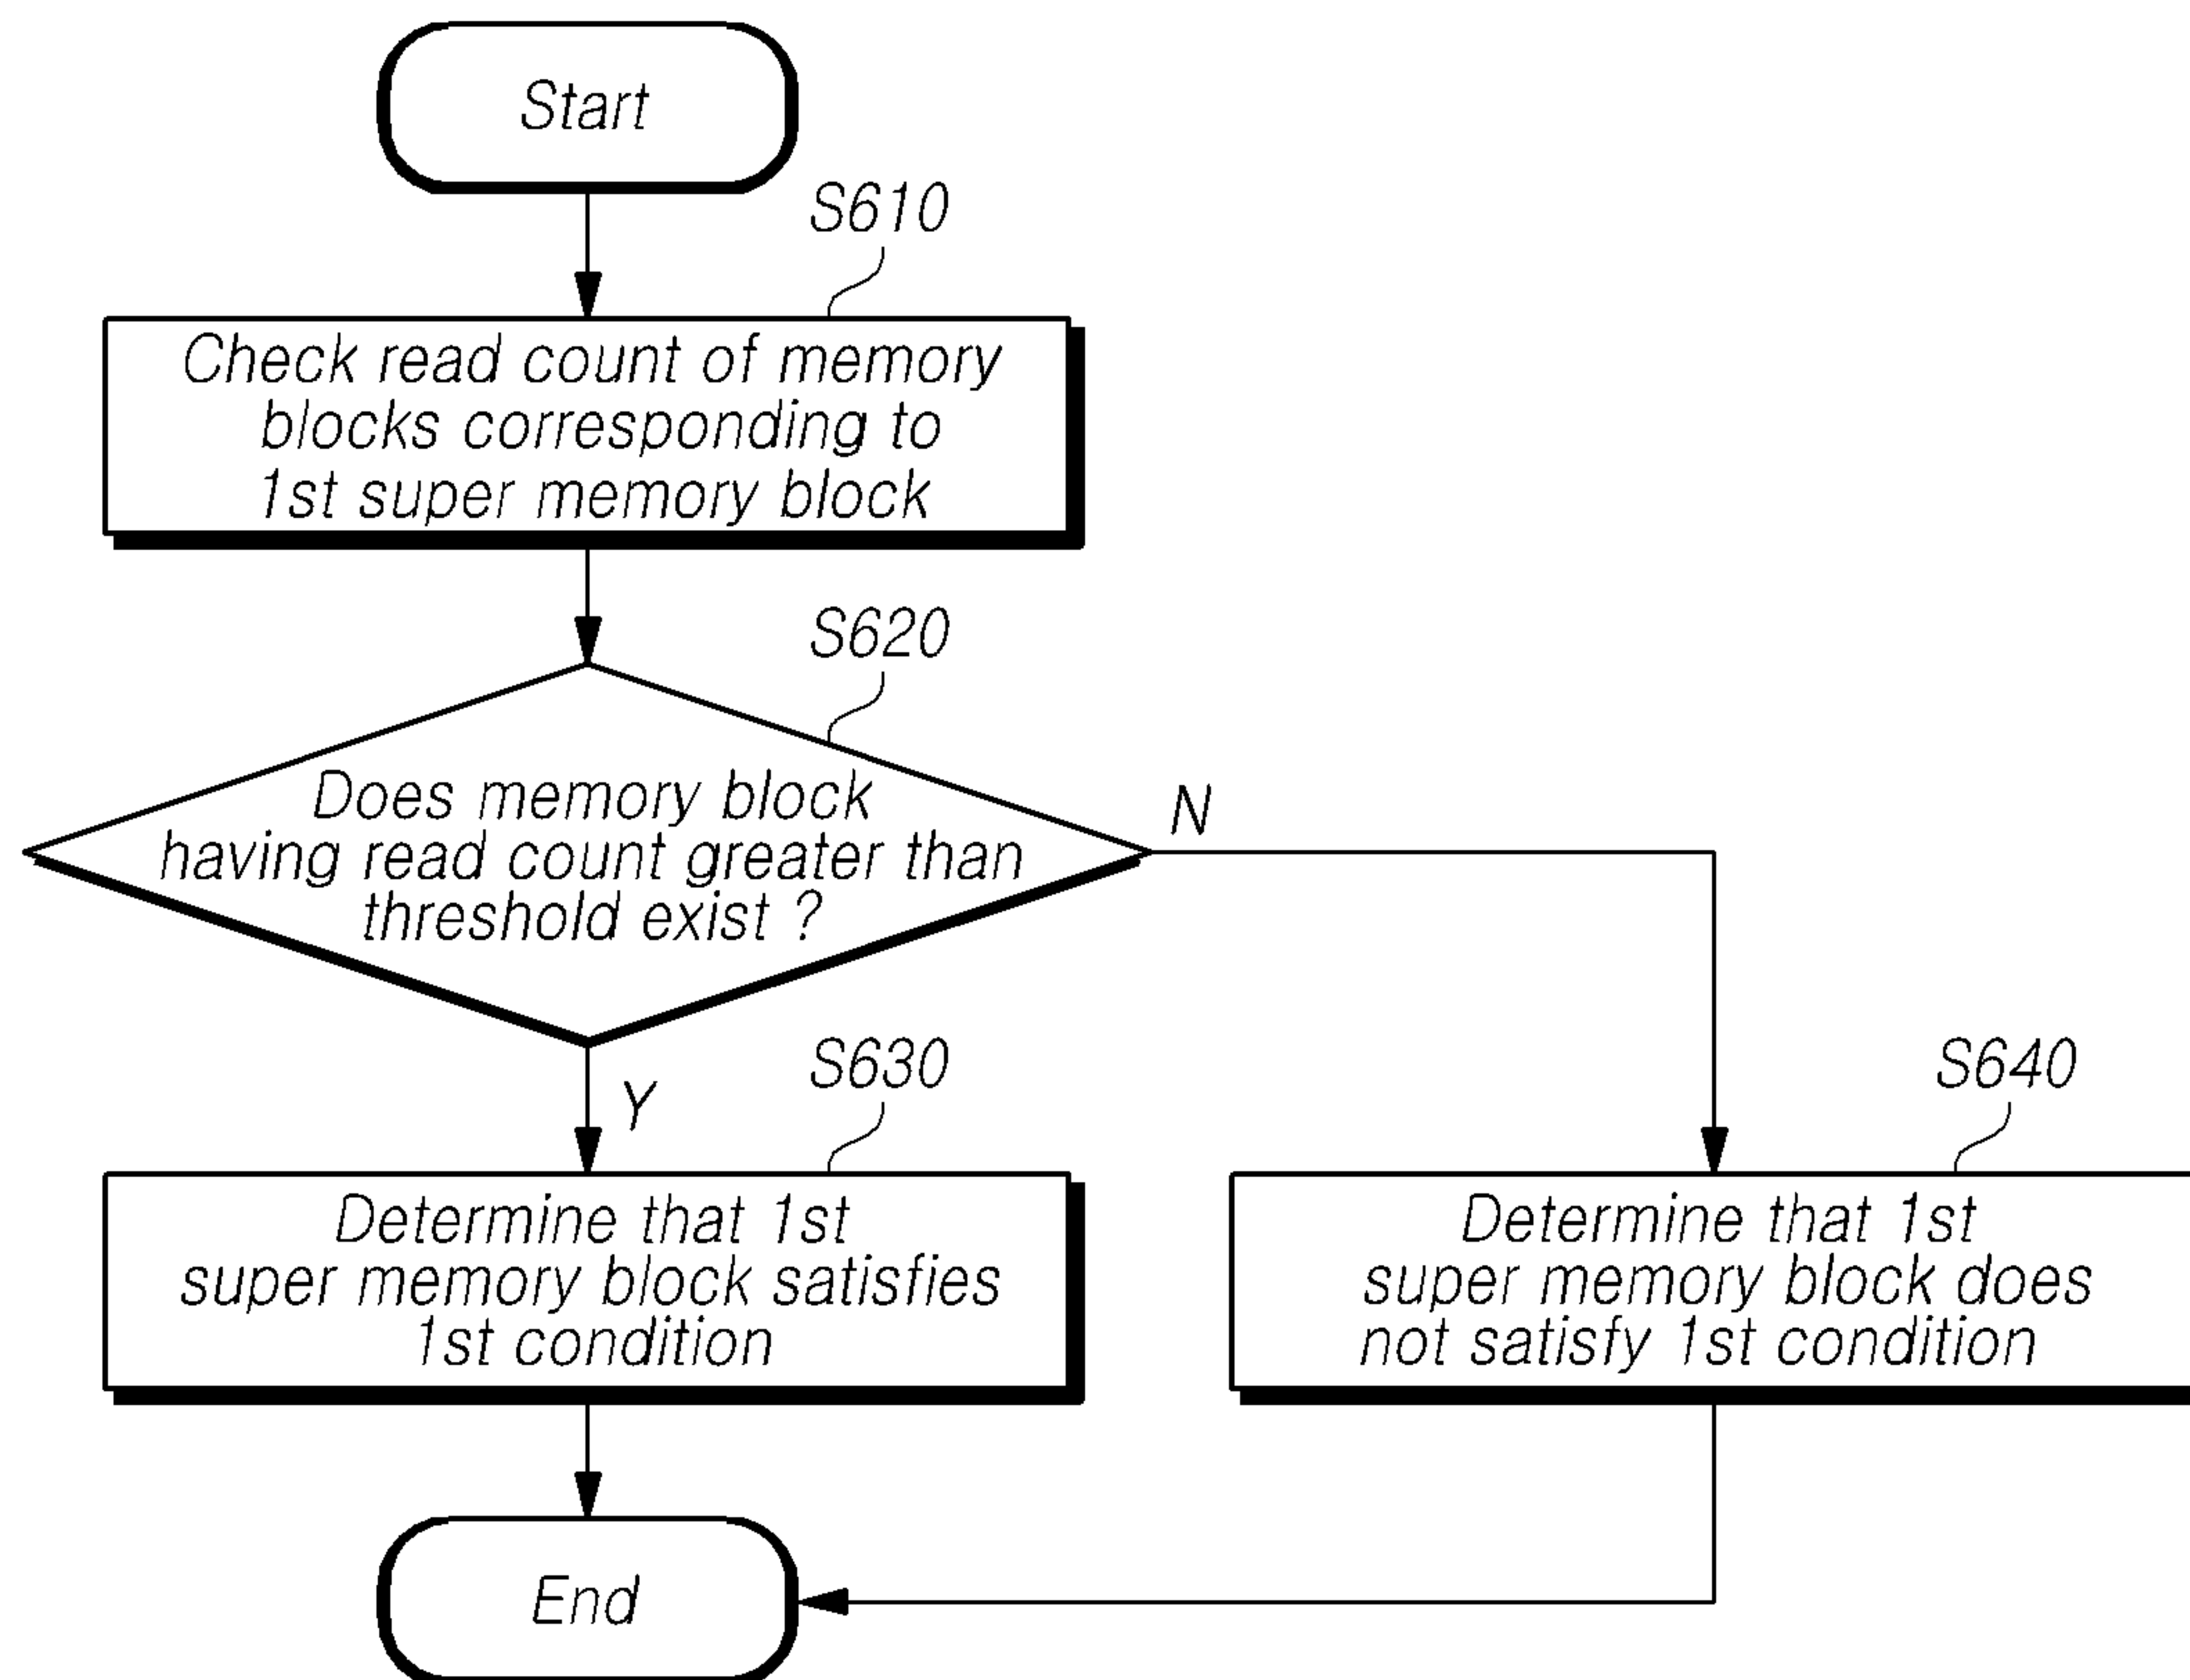 Start
S610
Check read count of memory
blocks corresponding to
1st super memory block
S620
Does memory block
having read count greater than
threshold exist ?
N
Y
S630
Determine that 1st
super memory block satisfies
1st condition
S640
Determine that 1st
super memory block does
not satisfy 1st condition
End